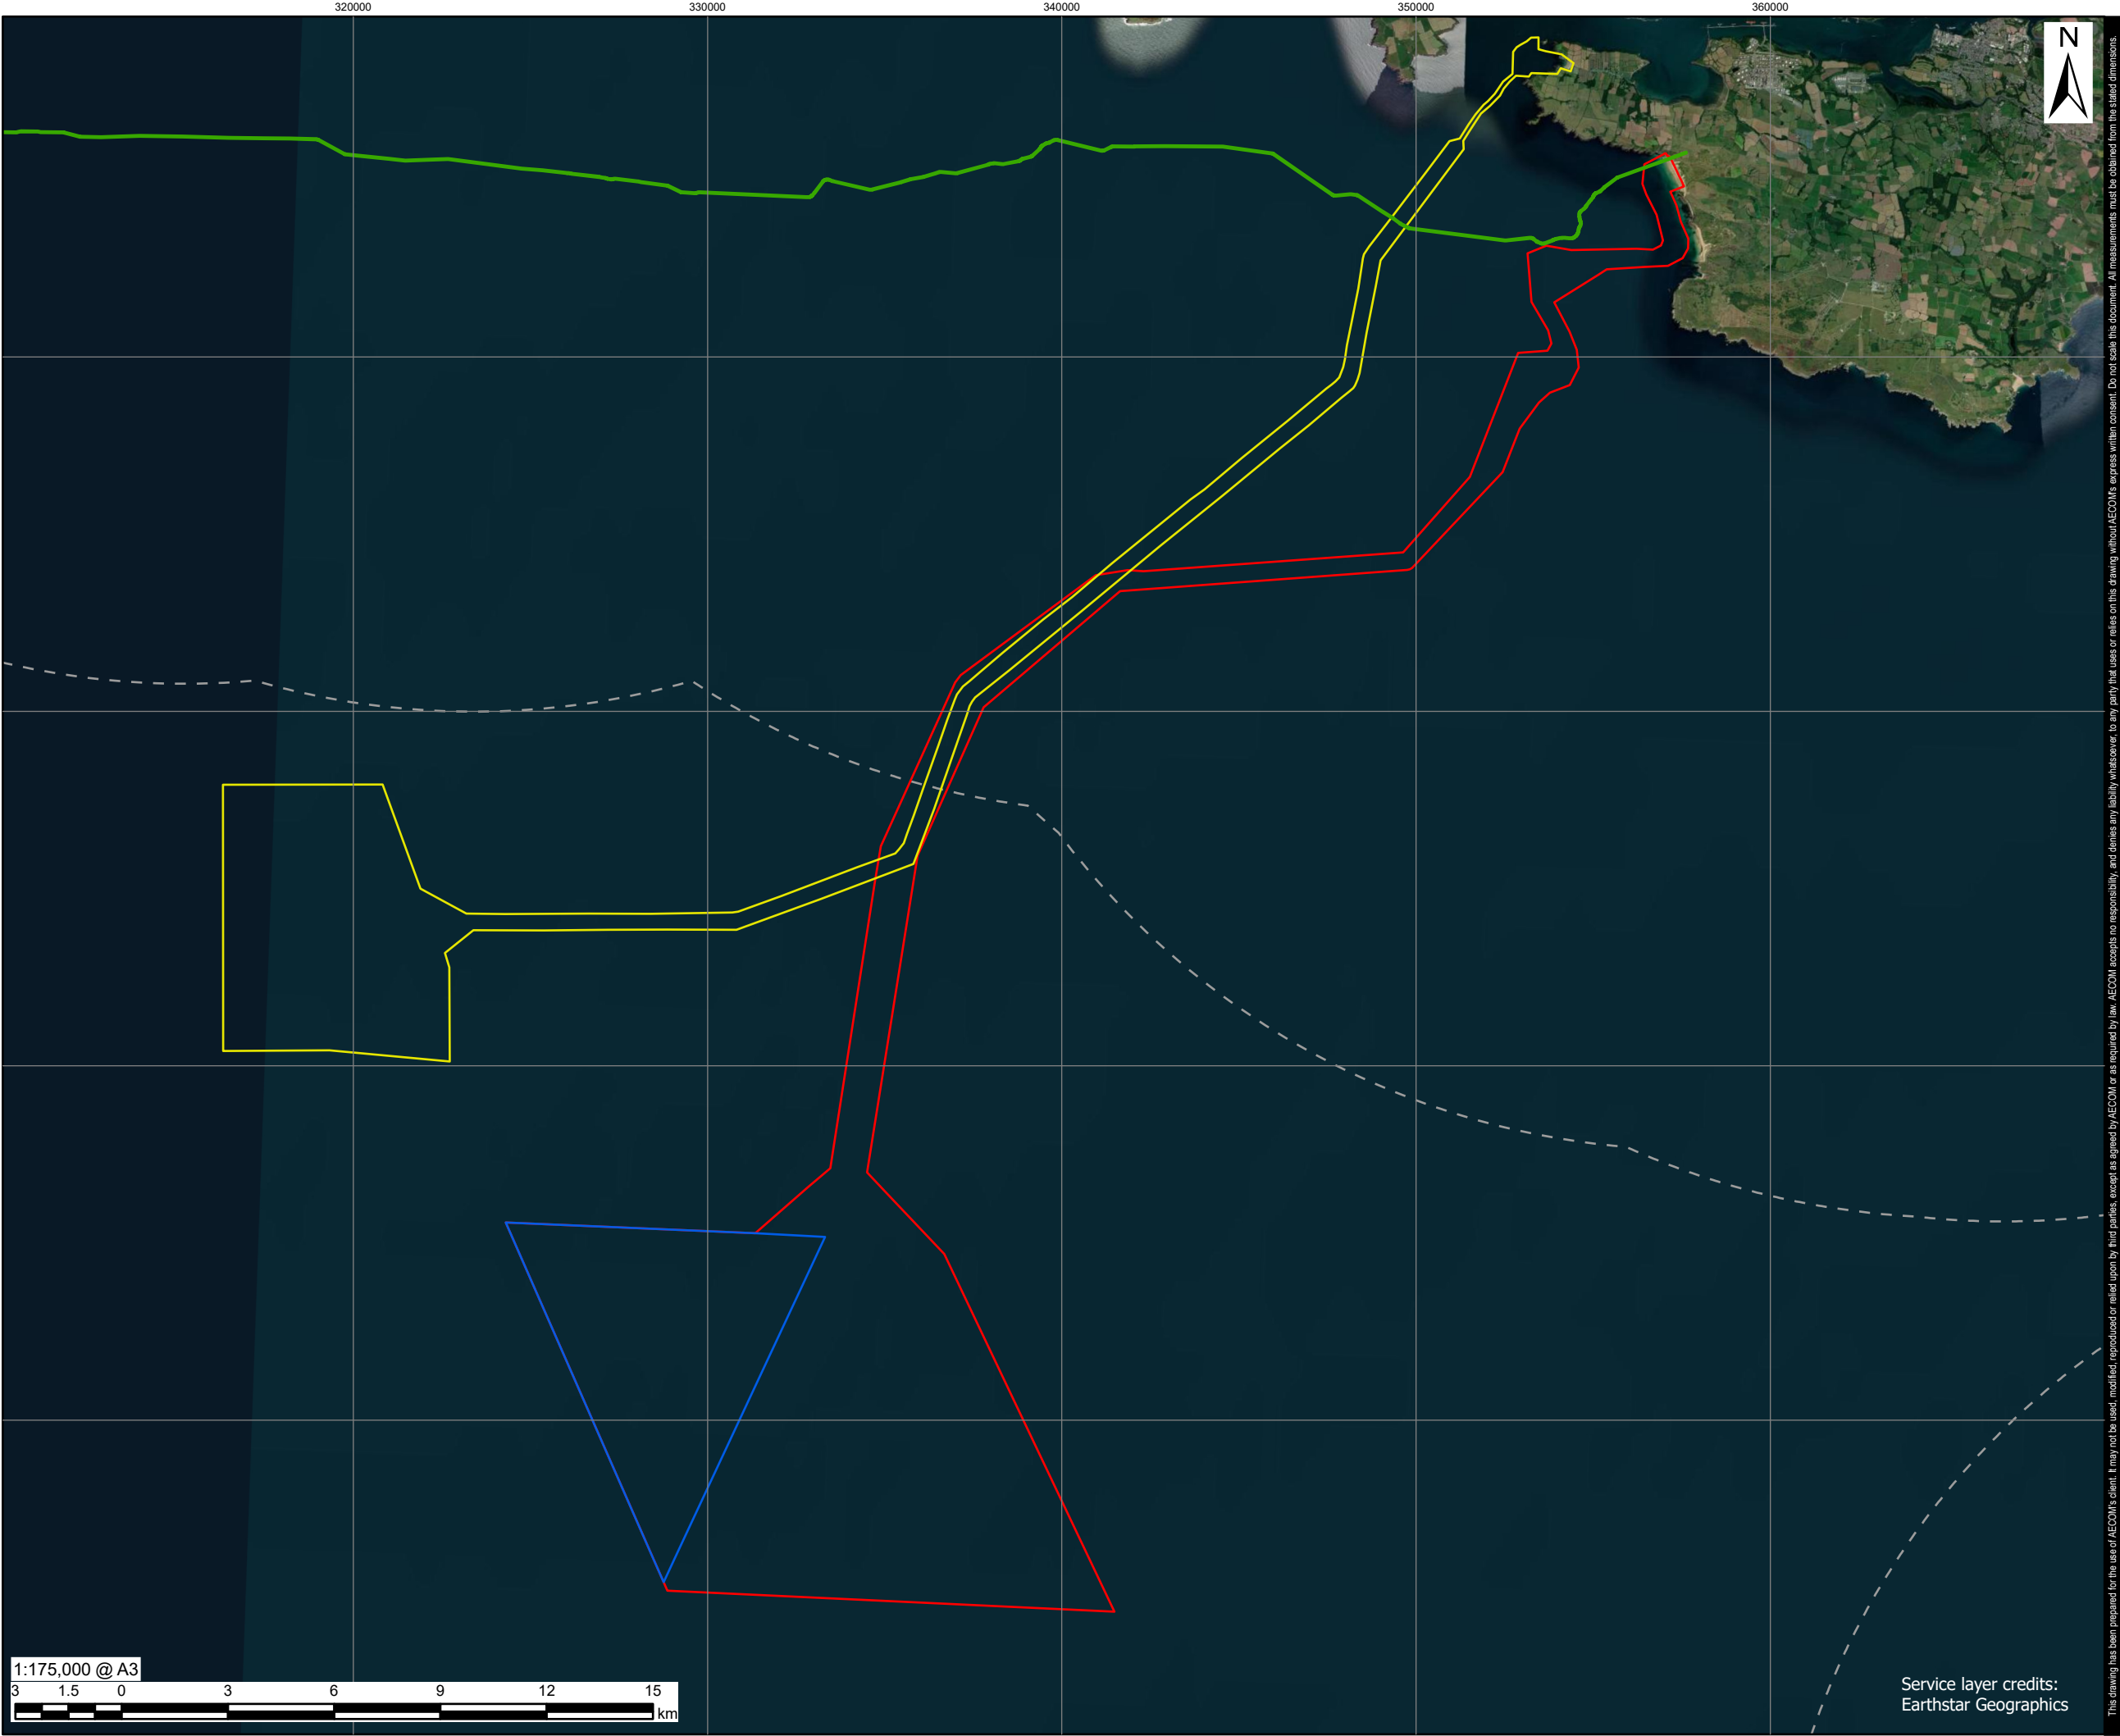 320000 330000 340000 350000 360000
N
This drawing has been prepared for the use of AECOM's client. It may not be used, modified, reproduced or relied upon by third parties, except as agreed by AECOM or as required by law. AECOM accepts no responsibility, and denies any liability whatsoever, to any party that uses or relies on this drawing without AECOM's express written consent. Do not scale this document. All measurements must be obtained from the stated dimensions.
1:175,000 @ A3
3 1.5 0 3 6 9 12 15
km
Service layer credits:
Earthstar Geographics